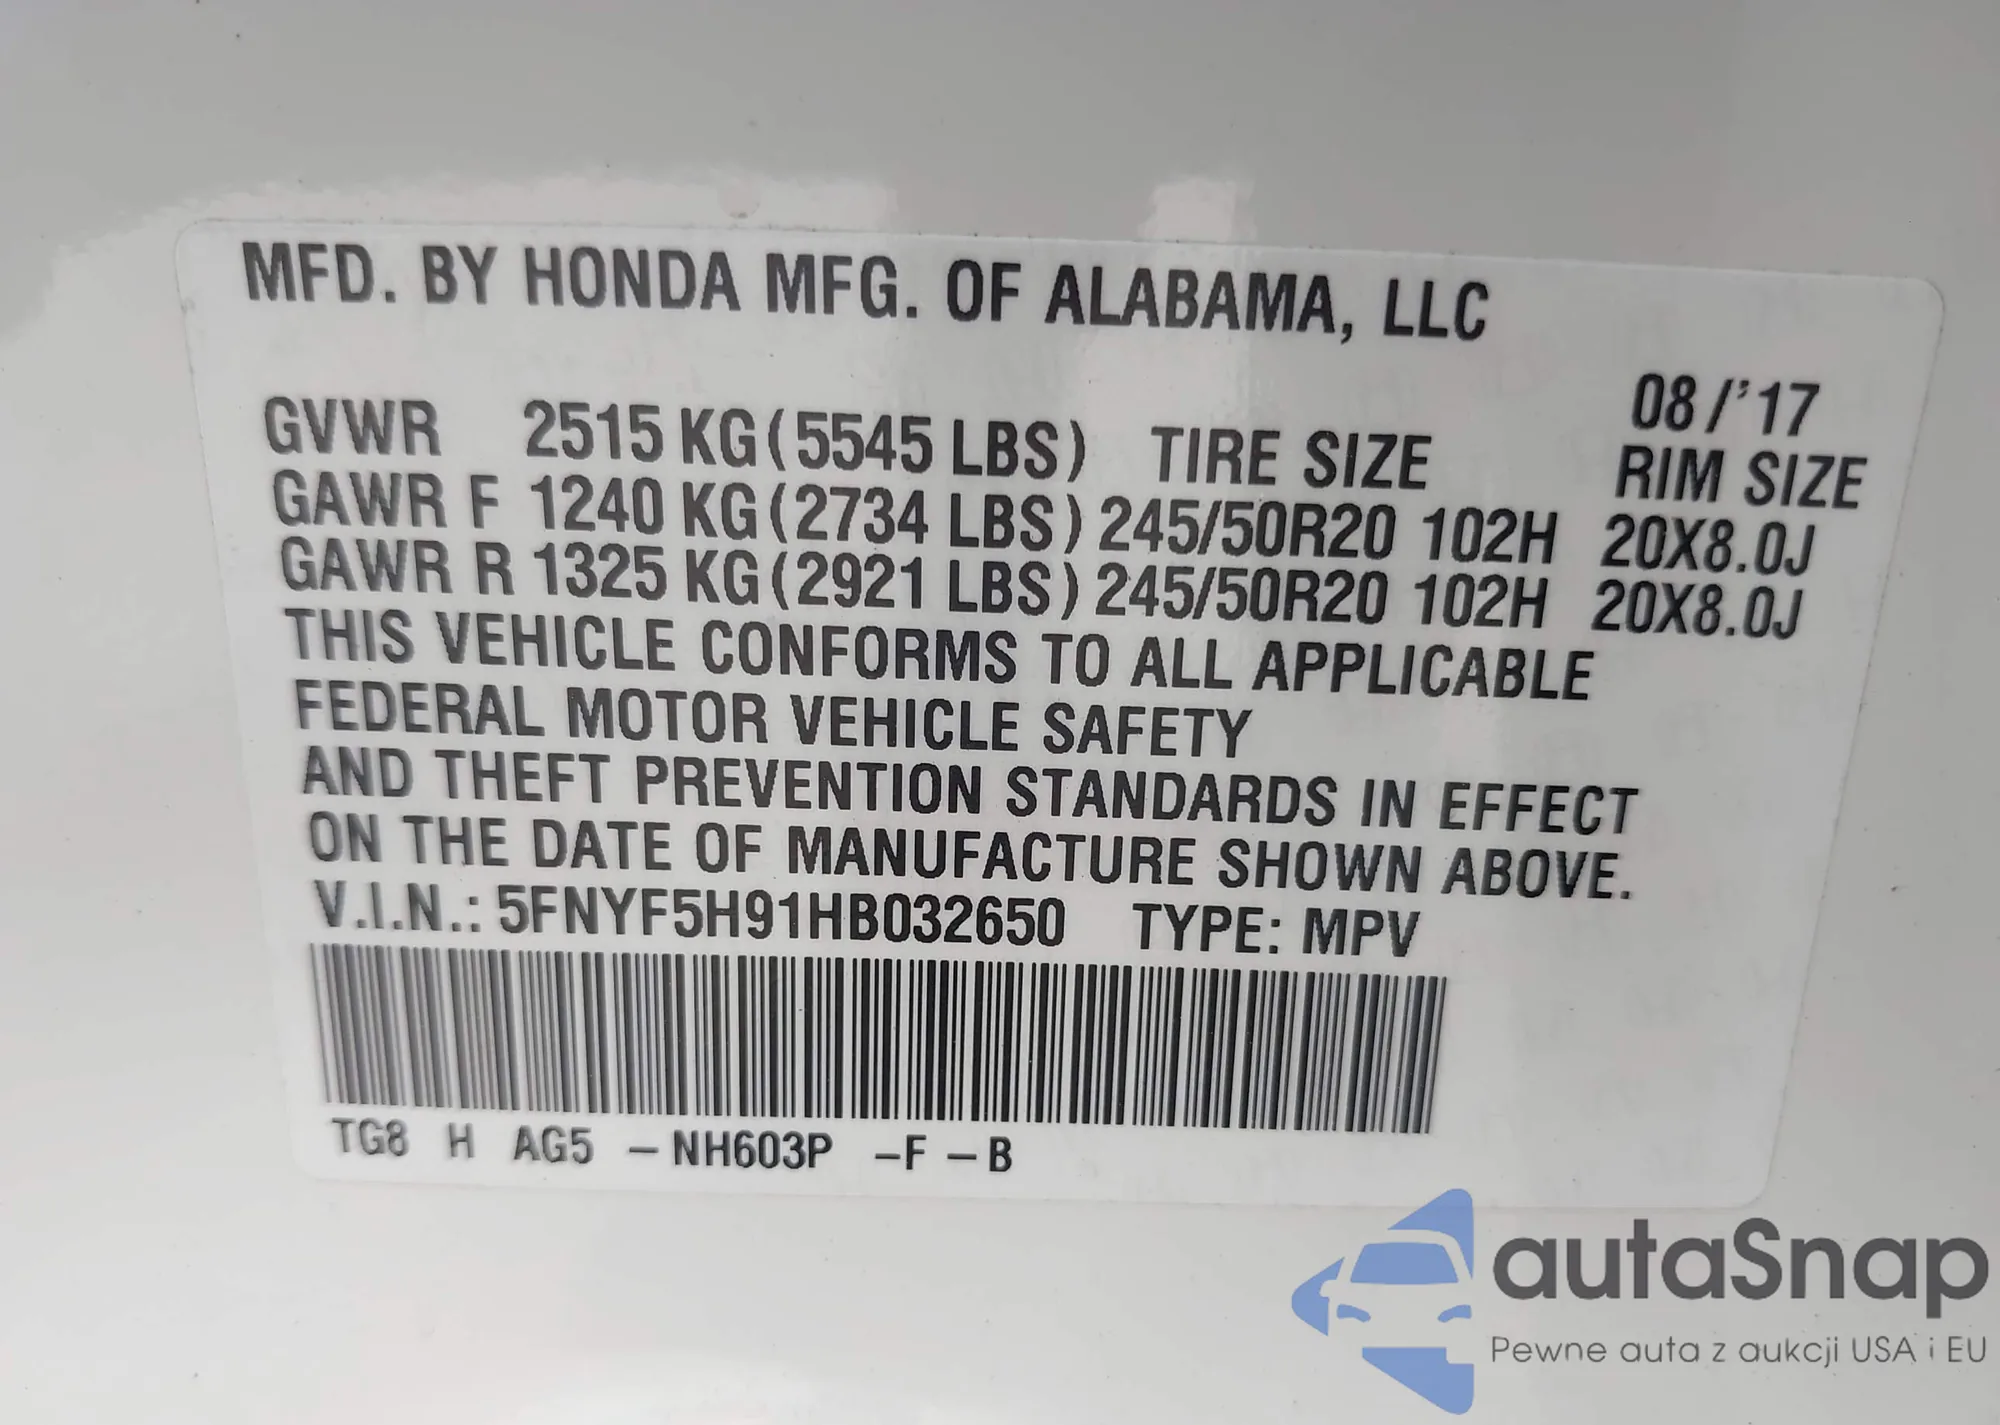 MFD. BY HONDA MFG. OF ALABAMA, LLC
08/'17
GVWR 2515 KG(5545 LBS) TIRE SIZE RIM SIZE
GAWR F 1240 KG(2734 LBS) 245/50R20 102H 20X8.0J
GAWR R 1325 KG(2921 LBS) 245/50R20 102H 20X8.0J
THIS VEHICLE CONFORMS TO ALL APPLICABLE
FEDERAL MOTOR VEHICLE SAFETY
AND THEFT PREVENTION STANDARDS IN EFFECT
ON THE DATE OF MANUFACTURE SHOWN ABOVE.
V.I.N.: 5FNYF5H91HB032650 TYPE: MPV
TG8 H AG5 –NH603P –F –B
autaSnap
Pewne auta z aukcji USA i EU